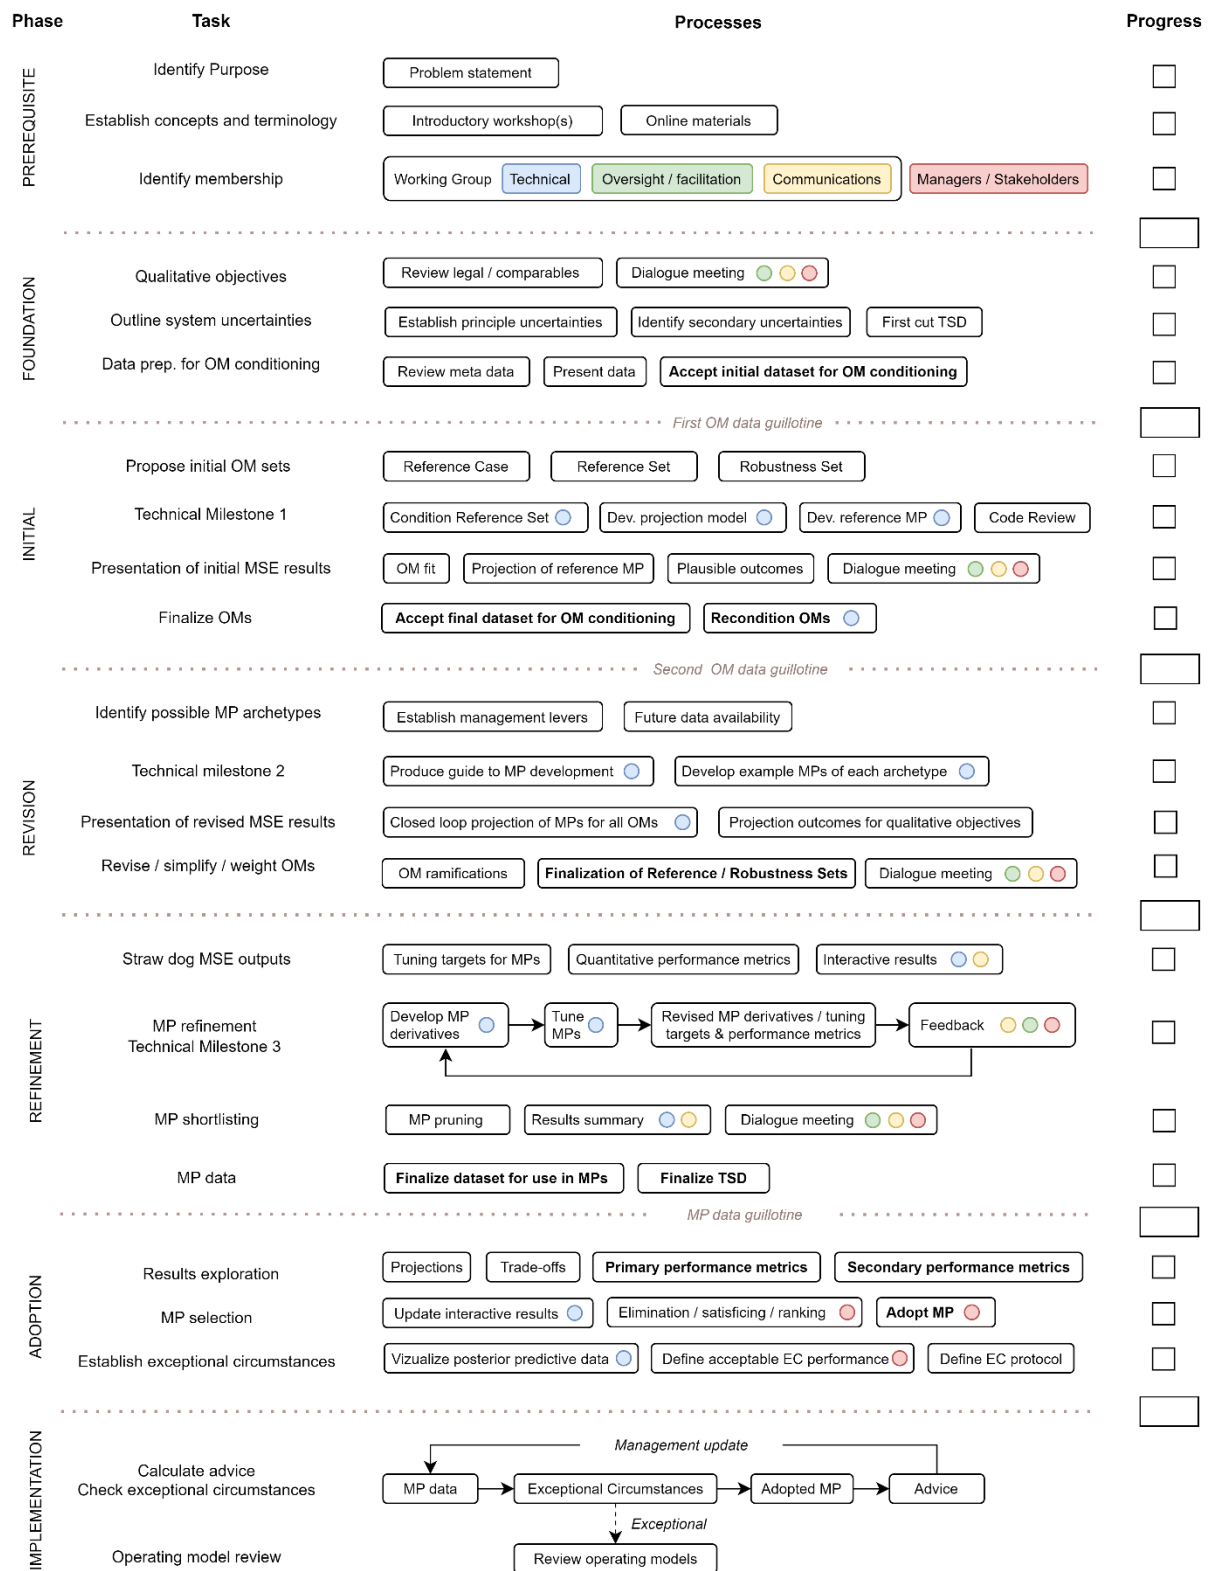 Phase Task Processes Progress
PREREQUISITE
Identify Purpose Problem statement
Establish concepts and terminology Introductory workshop(s) Online materials
Identify membership Working Group Technical Oversight / facilitation Communications Managers / Stakeholders
FOUNDATION
Qualitative objectives Review legal / comparables Dialogue meeting
Outline system uncertainties Establish principle uncertainties Identify secondary uncertainties First cut TSD
Data prep. for OM conditioning Review meta data Present data Accept initial dataset for OM conditioning
First OM data guillotine
INITIAL
Propose initial OM sets Reference Case Reference Set Robustness Set
Technical Milestone 1 Condition Reference Set Dev. projection model Dev. reference MP Code Review
Presentation of initial MSE results OM fit Projection of reference MP Plausible outcomes Dialogue meeting
Finalize OMs Accept final dataset for OM conditioning Recondition OMs
Second OM data guillotine
REVISION
Identify possible MP archetypes Establish management levers Future data availability
Technical milestone 2 Produce guide to MP development Develop example MPs of each archetype
Presentation of revised MSE results Closed loop projection of MPs for all OMs Projection outcomes for qualitative objectives
Revise / simplify / weight OMs OM ramifications Finalization of Reference / Robustness Sets Dialogue meeting
REFINEMENT
Straw dog MSE outputs Tuning targets for MPs Quantitative performance metrics Interactive results
MP refinement
Technical Milestone 3
Develop MP
derivatives
Tune
MPs
Revised MP derivatives / tuning
targets & performance metrics
Feedback
MP shortlisting MP pruning Results summary Dialogue meeting
MP data Finalize dataset for use in MPs Finalize TSD
MP data guillotine
ADOPTION
Results exploration Projections Trade-offs Primary performance metrics Secondary performance metrics
MP selection Update interactive results Elimination / satisficing / ranking Adopt MP
Establish exceptional circumstances Vizualize posterior predictive data Define acceptable EC performance Define EC protocol
IMPLEMENTATION
Management update
Calculate advice
Check exceptional circumstances
MP data Exceptional Circumstances Adopted MP Advice
Exceptional
Operating model review Review operating models